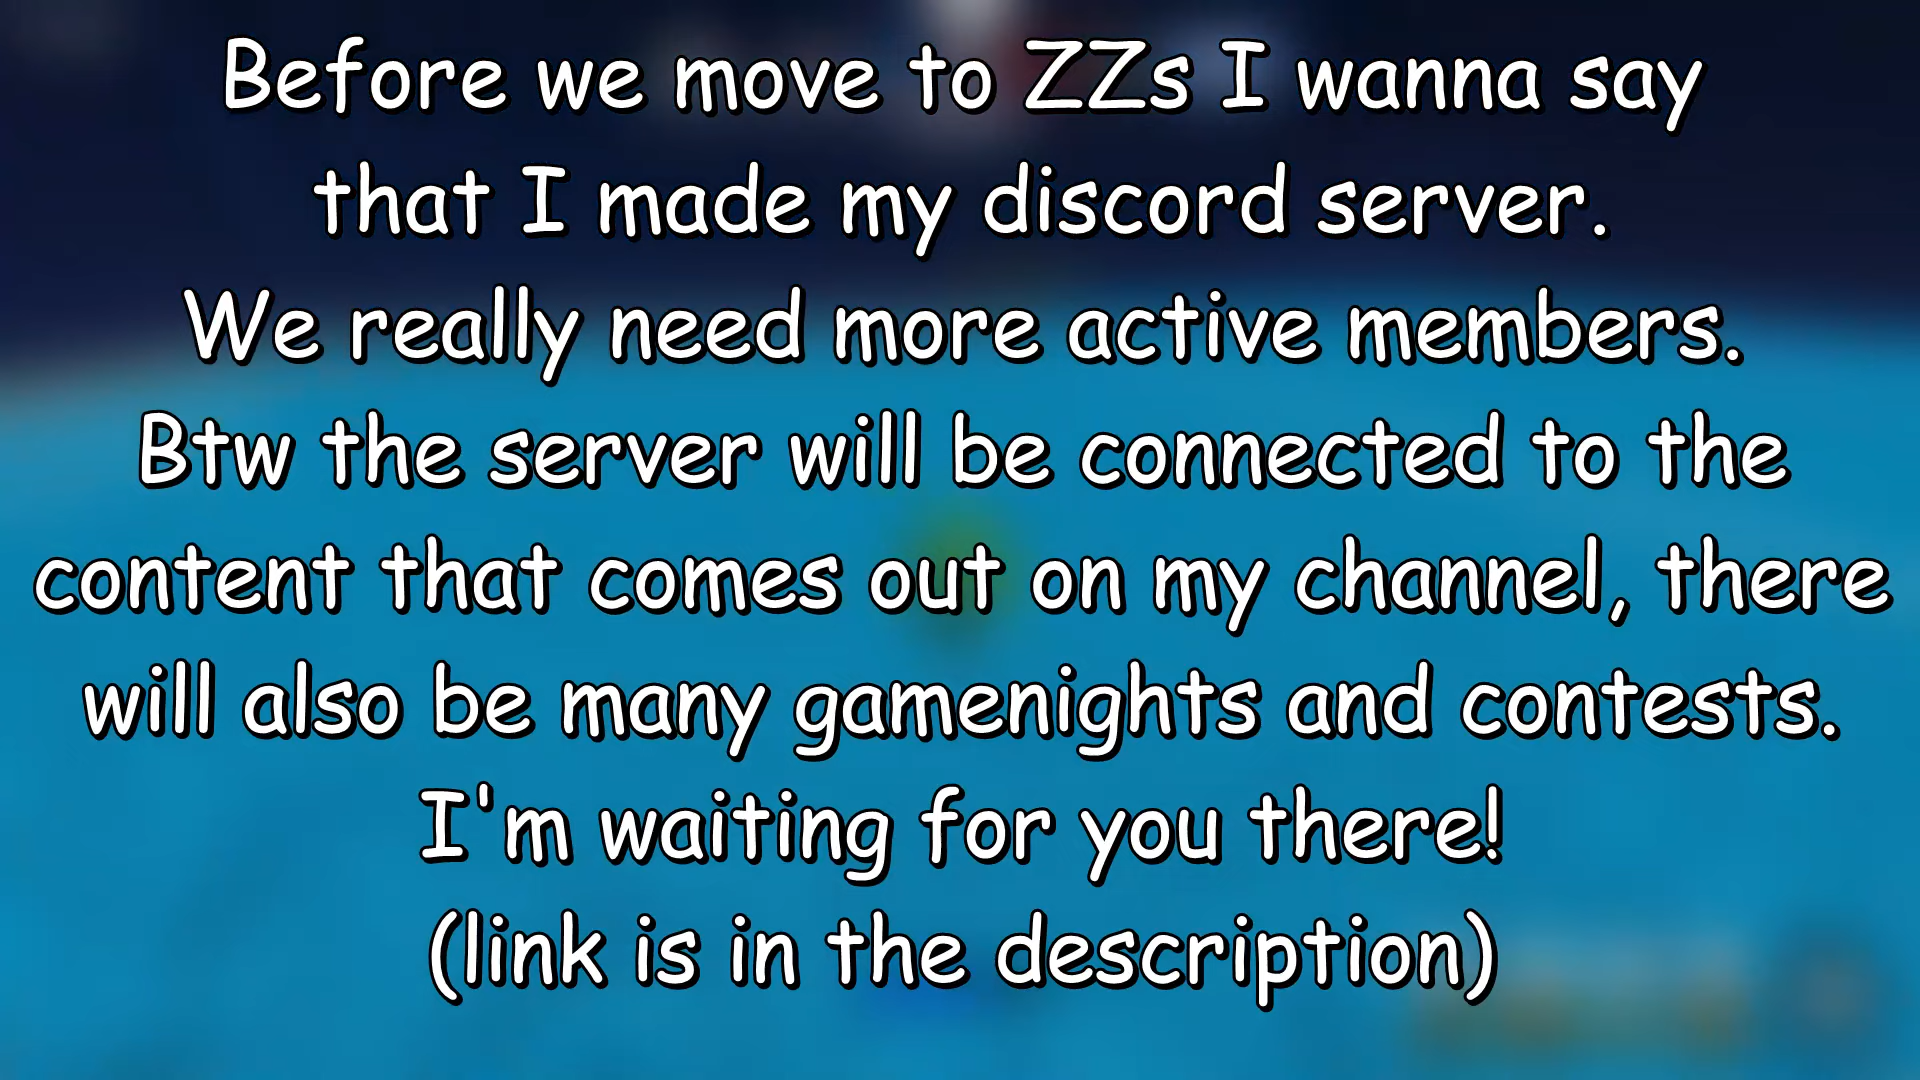 Before we move to ZZs I wanna say
that I made my discord server.
We really need more active members.
Btw the server will be connected to the
content that comes out on my channel, there
will also be many gamenights and contests.
I'm waiting for you there!
(link is in the description)